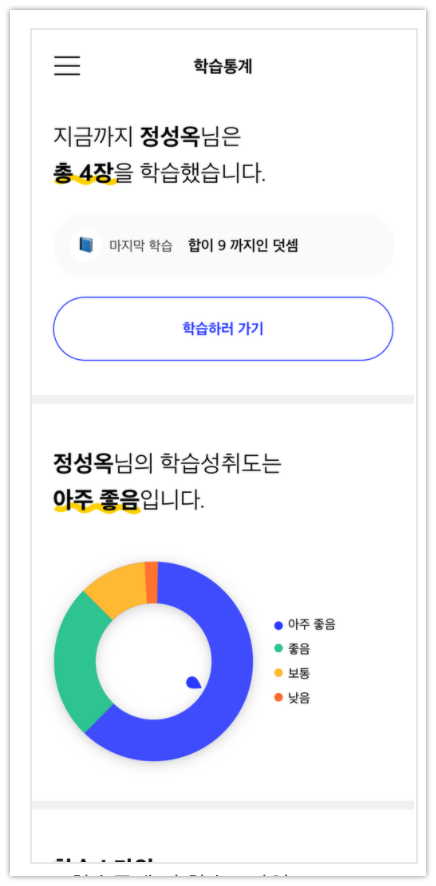 학습통계
지금까지 정성옥님은
총 4장을 학습했습니다.
마지막 학습 합이 9 까지인 덧셈
학습하러 가기
정성옥님의 학습성취도는
아주 좋음입니다.
아주 좋음
좋음
보통
낮음